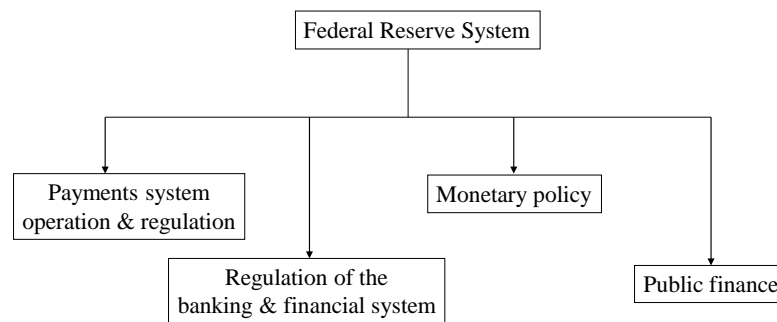 Federal Reserve System
Payments system
operation & regulation
Monetary policy
Regulation of the
banking & financial system
Public finance